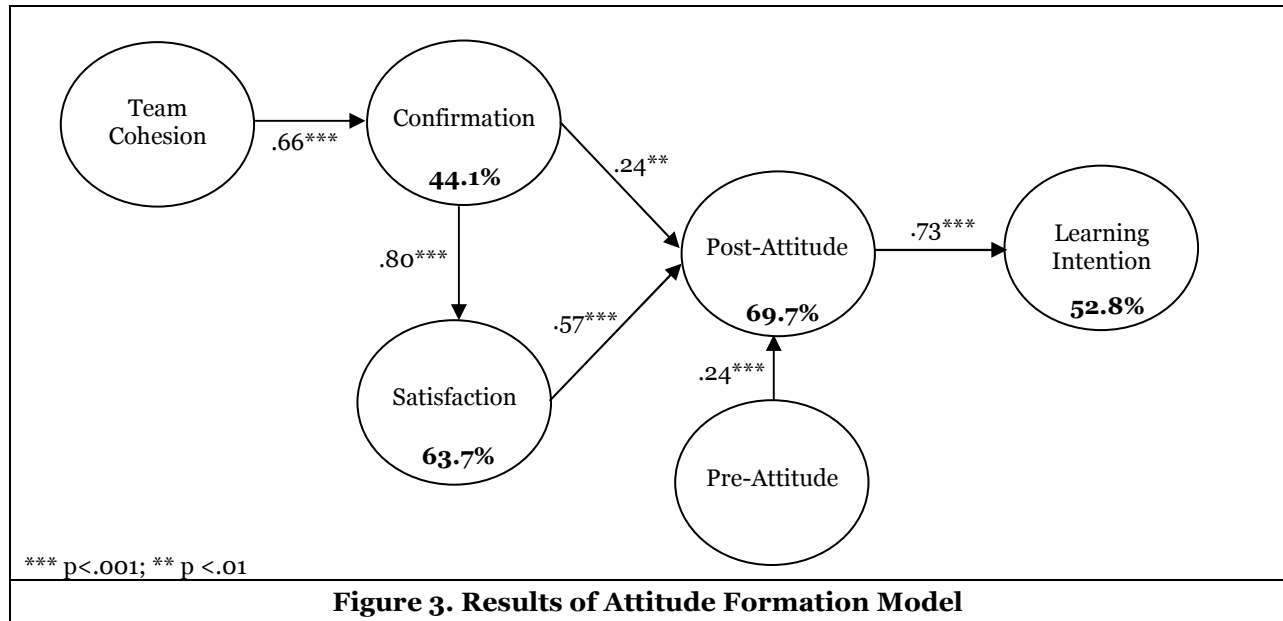 Team
Cohesion
.66***
Confirmation
44.1%
.24**
.80***
Satisfaction
63.7%
.57***
Post-Attitude
69.7%
.24***
Pre-Attitude
.73***
Learning
Intention
52.8%
*** p<.001; ** p <.01
Figure 3. Results of Attitude Formation Model